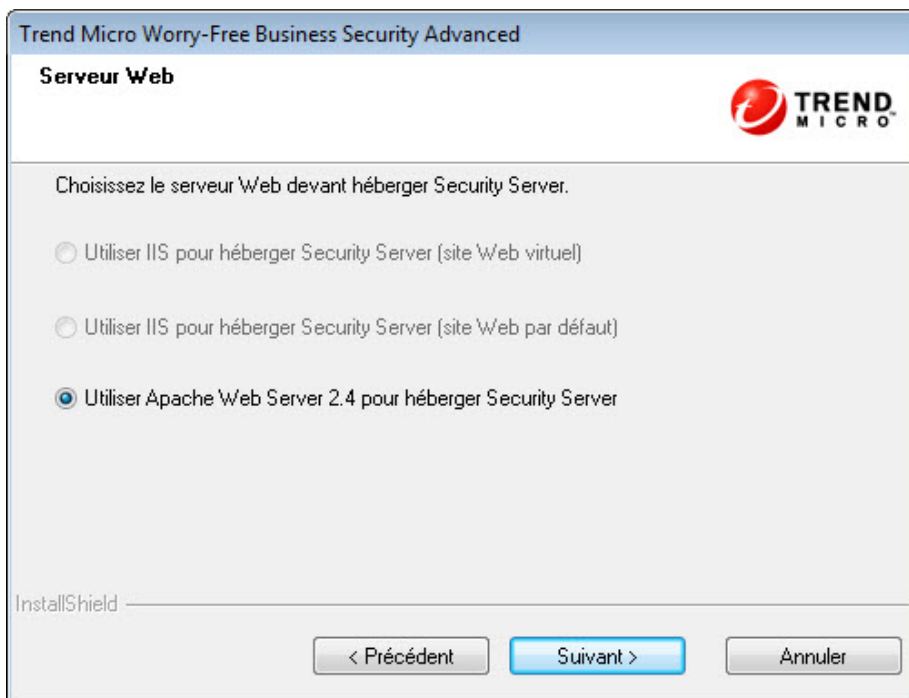 Trend Micro Worry-Free Business Security Advanced
Serveur Web
TREND
MICRO™
Choisissez le serveur Web devant héberger Security Server.
Utiliser IIS pour héberger Security Server (site Web virtuel)
Utiliser IIS pour héberger Security Server (site Web par défaut)
Utiliser Apache Web Server 2.4 pour héberger Security Server
InstallShield
< Précédent
Suivant >
Annuler